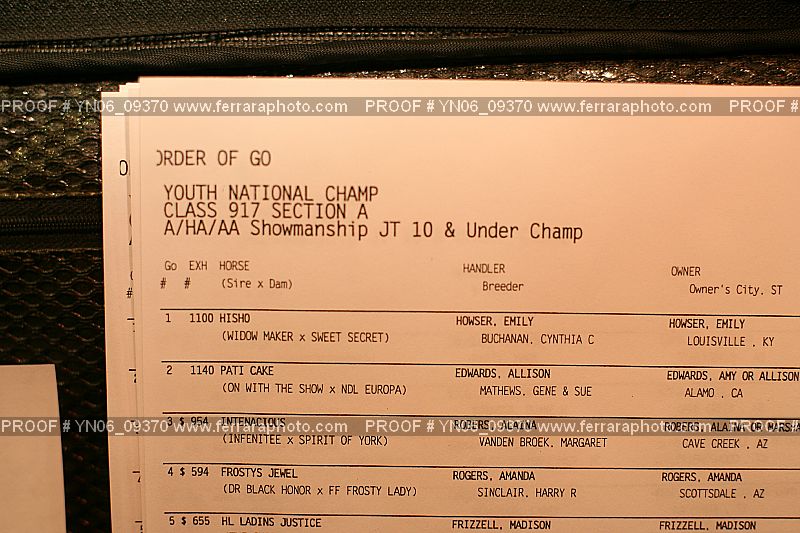 PROOF # YN06_09370 www.ferraraphoto.com PROOF # YN06_09370 www.ferraraphoto.com PROOF #
ORDER OF GO
YOUTH NATIONAL CHAMP
CLASS 917 SECTION A
A/HA/AA Showmanship JT 10 & Under Champ
Go EXH HORSE HANDLER OWNER
# # (Sire x Dam) Breeder Owner's City, ST
1 1100 HISHO HOWSER, EMILY HOWSER, EMILY
(WIDOW MAKER x SWEET SECRET) BUCHANAN, CYNTHIA C LOUISVILLE , KY
2 1140 PATI CAKE EDWARDS, ALLISON EDWARDS, AMY OR ALLISON
(ON WITH THE SHOW x NDL EUROPA) MATHEWS, GENE & SUE ALAMO , CA
3 $ 954 INTENACIOUS ROBERS, ALAINA ROBERS, ALAINA OR MARSHA
PROOF # YN06_09370 www.ferraraphoto.com PROOF # YN06_09370 www.ferraraphoto.com PROOF #
(INFENITEE x SPIRIT OF YORK) VANDEN BROEK, MARGARET CAVE CREEK , AZ
4 $ 594 FROSTYS JEWEL ROGERS, AMANDA ROGERS, AMANDA
(DR BLACK HONOR x FF FROSTY LADY) SINCLAIR, HARRY R SCOTTSDALE , AZ
5 $ 655 HL LADINS JUSTICE FRIZZELL, MADISON FRIZZELL, MADISON